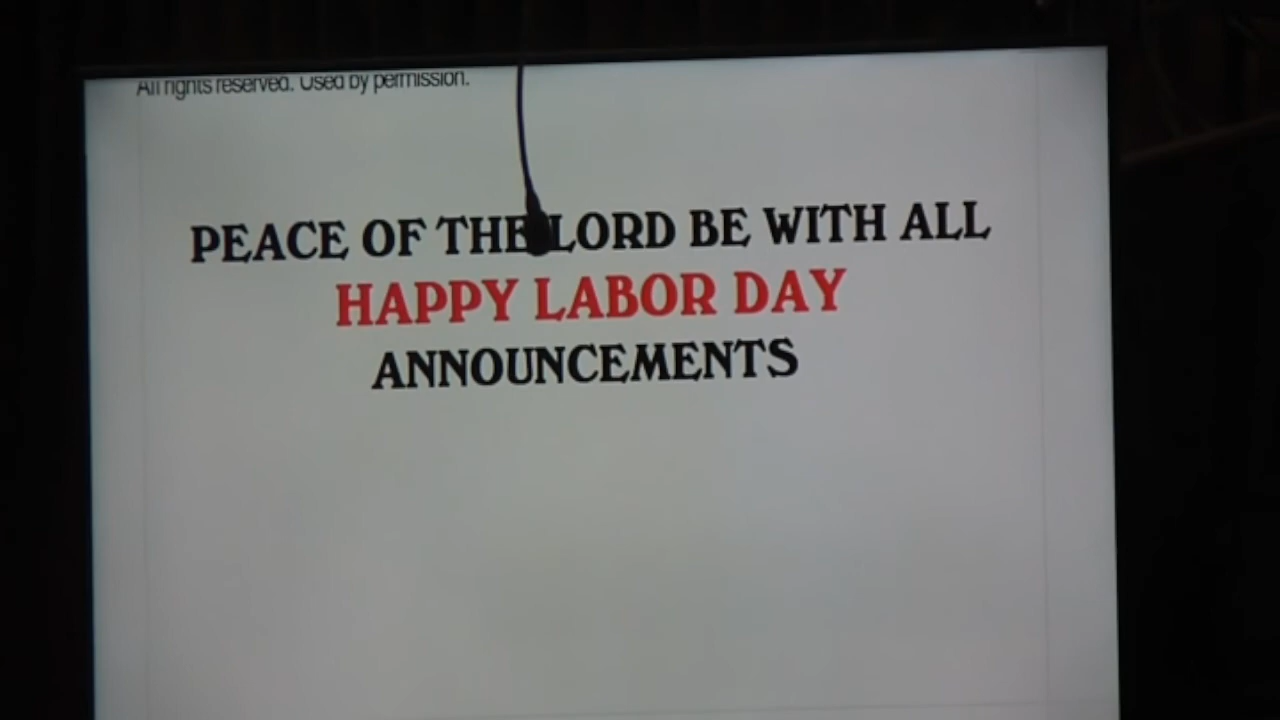 All rights reserved. Used by permission.
PEACE OF THE LORD BE WITH ALL
HAPPY LABOR DAY
ANNOUNCEMENTS